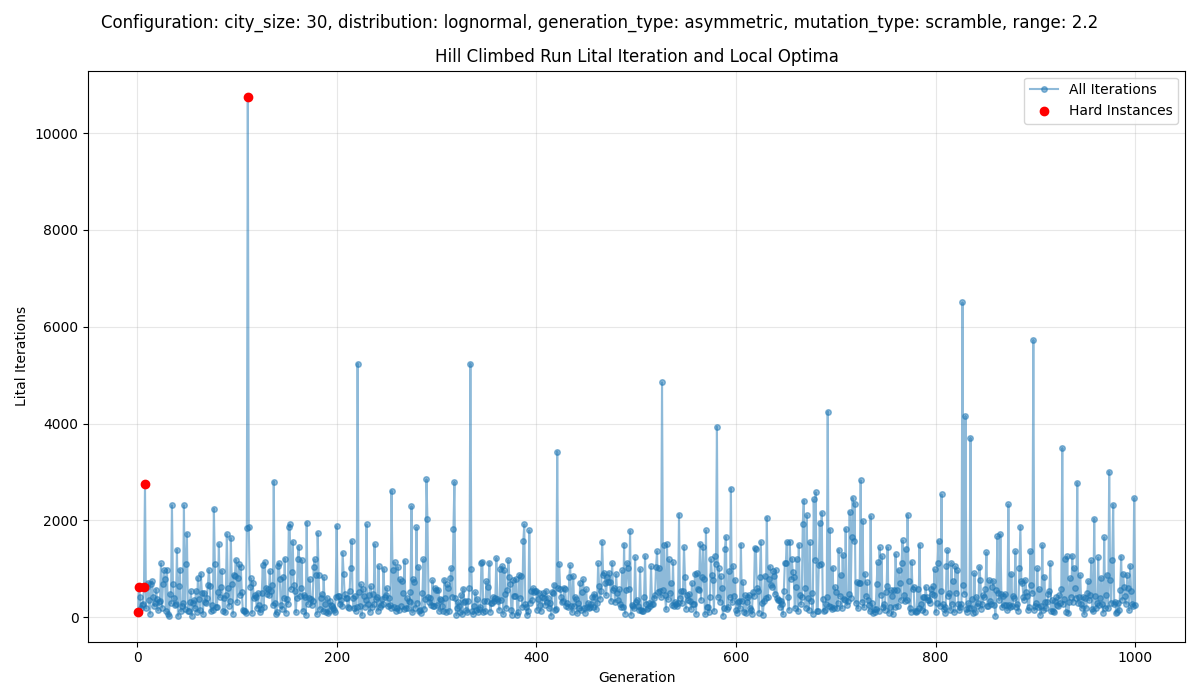 Configuration: city_size: 30, distribution: lognormal, generation_type: asymmetric, mutation_type: scramble, range: 2.2
Hill Climbed Run Lital Iteration and Local Optima
All Iterations
Hard Instances
10000
8000
6000
4000
2000
0
Lital Iterations
0 200 400 600 800 1000
Generation